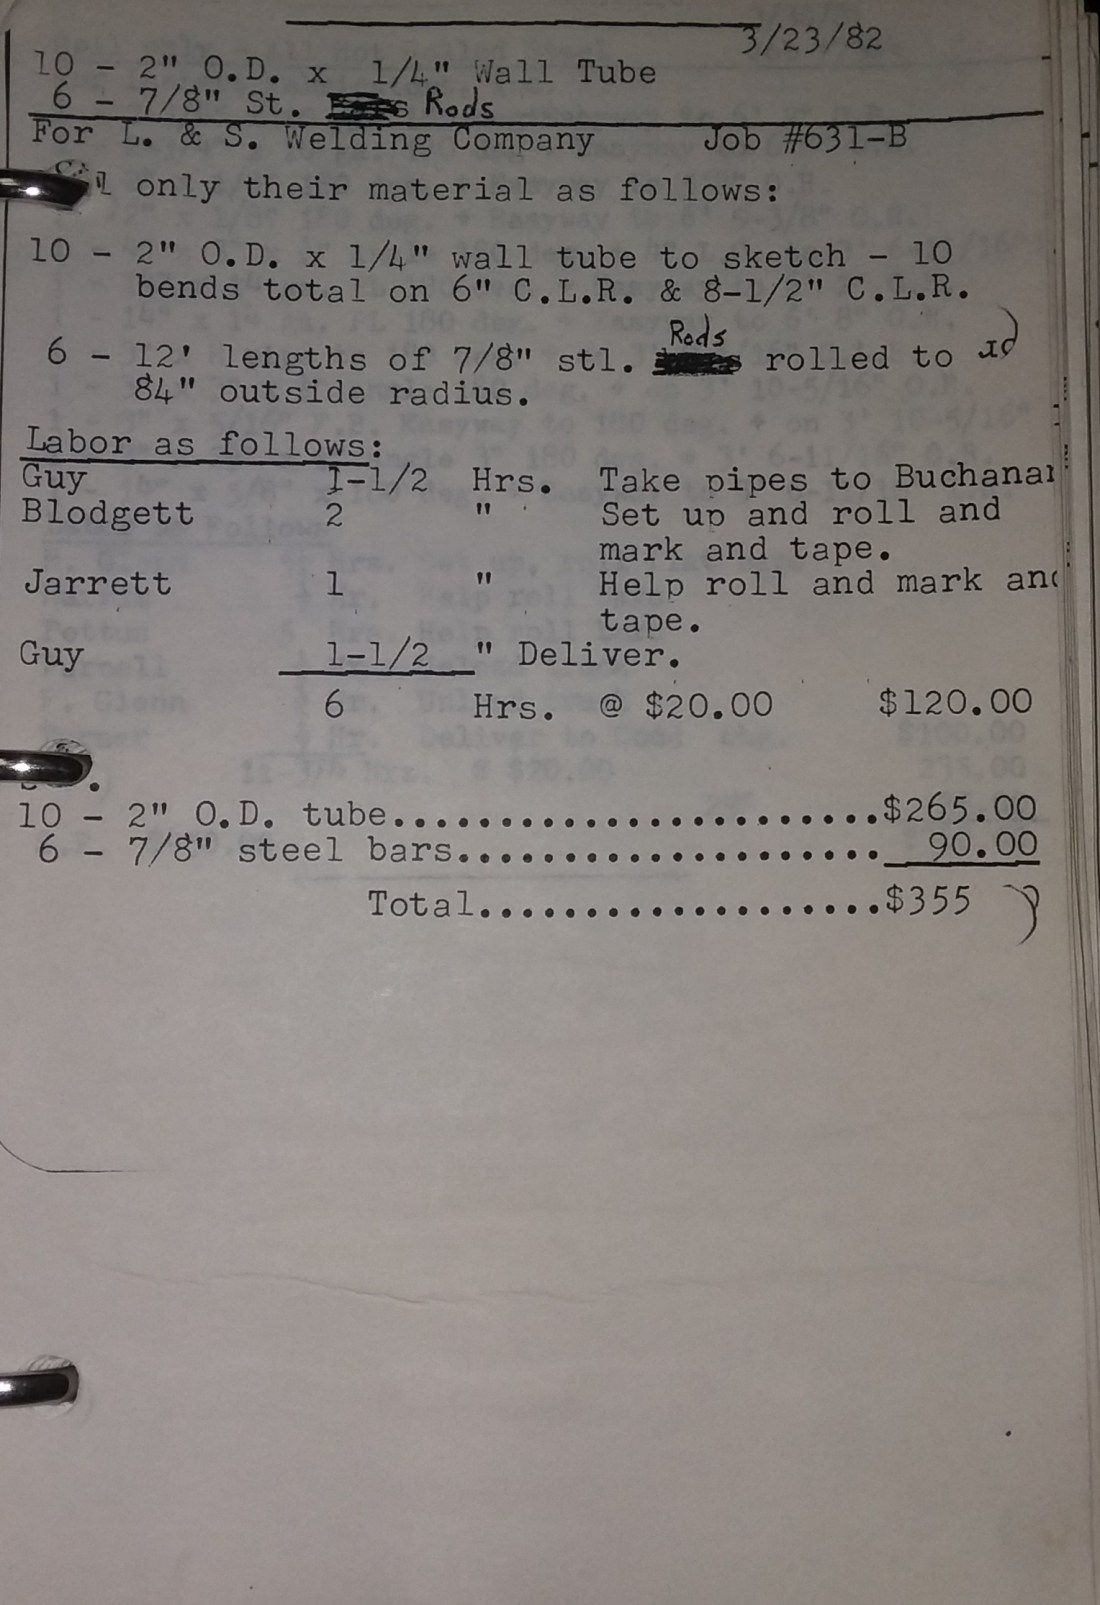 3/23/82
10 - 2" O.D. x 1/4" Wall Tube
6 - 7/8" St. Rods
For L. & S. Welding Company Job #631-B
only their material as follows:
10 - 2" O.D. x 1/4" wall tube to sketch - 10
bends total on 6" C.L.R. & 8-1/2" C.L.R.
Rods
6 - 12' lengths of 7/8" stl. rolled to
84" outside radius.
Labor as follows:
Guy 1-1/2 Hrs. Take pipes to Buchanan
Blodgett 2 " Set up and roll and
mark and tape.
Jarrett 1 " Help roll and mark and
tape.
Guy 1-1/2 " Deliver.
6 Hrs. @ $20.00 $120.00
10 - 2" O.D. tube.......................$265.00
6 - 7/8" steel bars.................... 90.00
Total...................$355